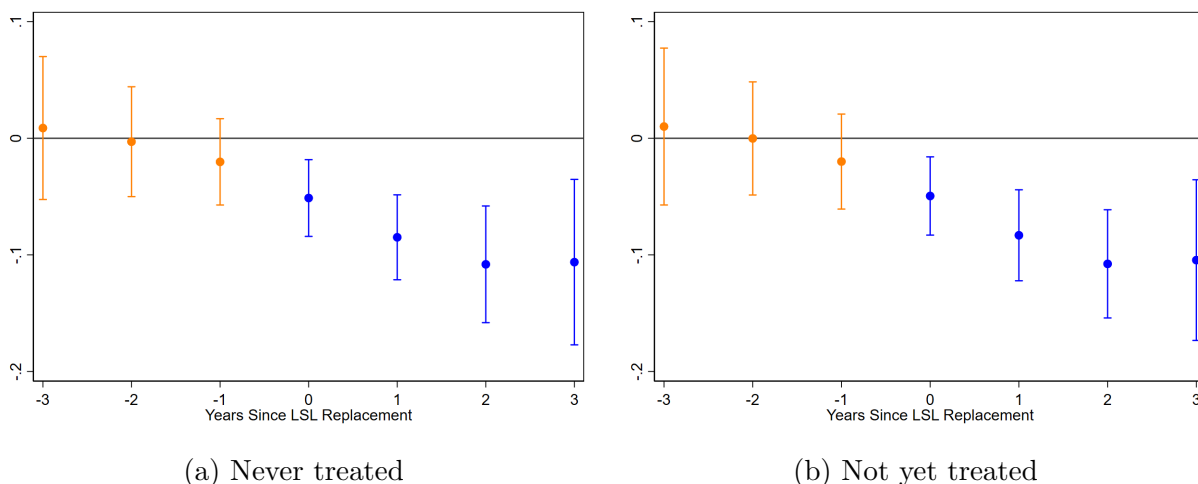 .1
0
-.1
-.2
-3 -2 -1 0 1 2 3
Years Since LSL Replacement
(a) Never treated
.1
0
-.1
-.2
-3 -2 -1 0 1 2 3
Years Since LSL Replacement
(b) Not yet treated